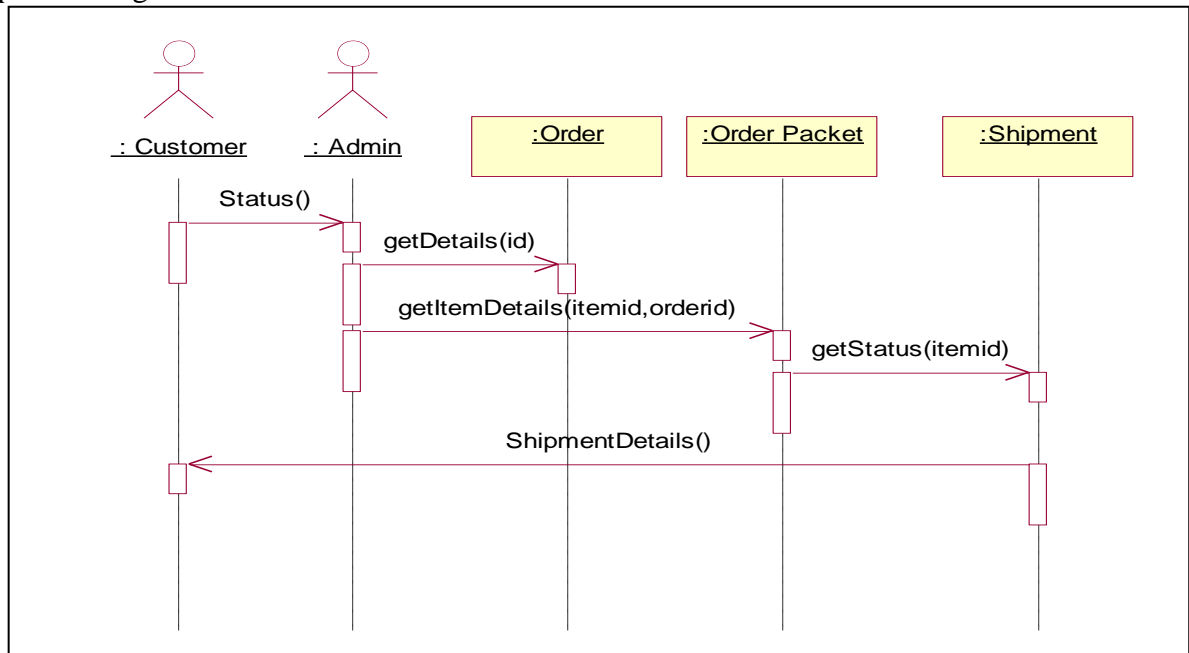 : Customer
: Admin
:Order
:Order Packet
:Shipment
Status()
getDetails(id)
getItemDetails(itemid,orderid)
getStatus(itemid)
ShipmentDetails()